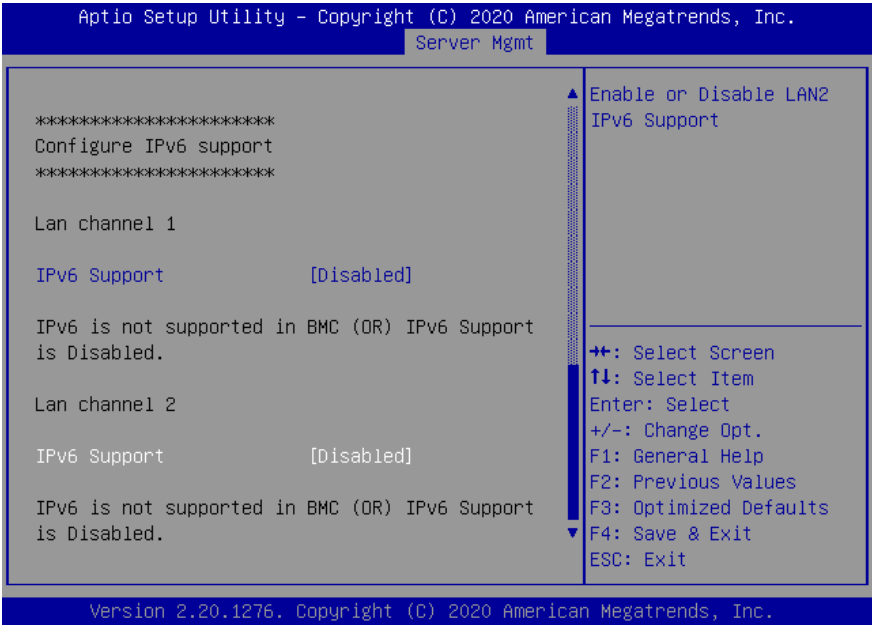 Aptio Setup Utility – Copyright (C) 2020 American Megatrends, Inc.
Server Mgmt
***********************
Configure IPv6 support
***********************
Lan channel 1
IPv6 Support [Disabled]
IPv6 is not supported in BMC (OR) IPv6 Support
is Disabled.
Lan channel 2
IPv6 Support [Disabled]
IPv6 is not supported in BMC (OR) IPv6 Support
is Disabled.
Enable or Disable LAN2
IPv6 Support
→←: Select Screen
↑↓: Select Item
Enter: Select
+/-: Change Opt.
F1: General Help
F2: Previous Values
F3: Optimized Defaults
F4: Save & Exit
ESC: Exit
Version 2.20.1276. Copyright (C) 2020 American Megatrends, Inc.